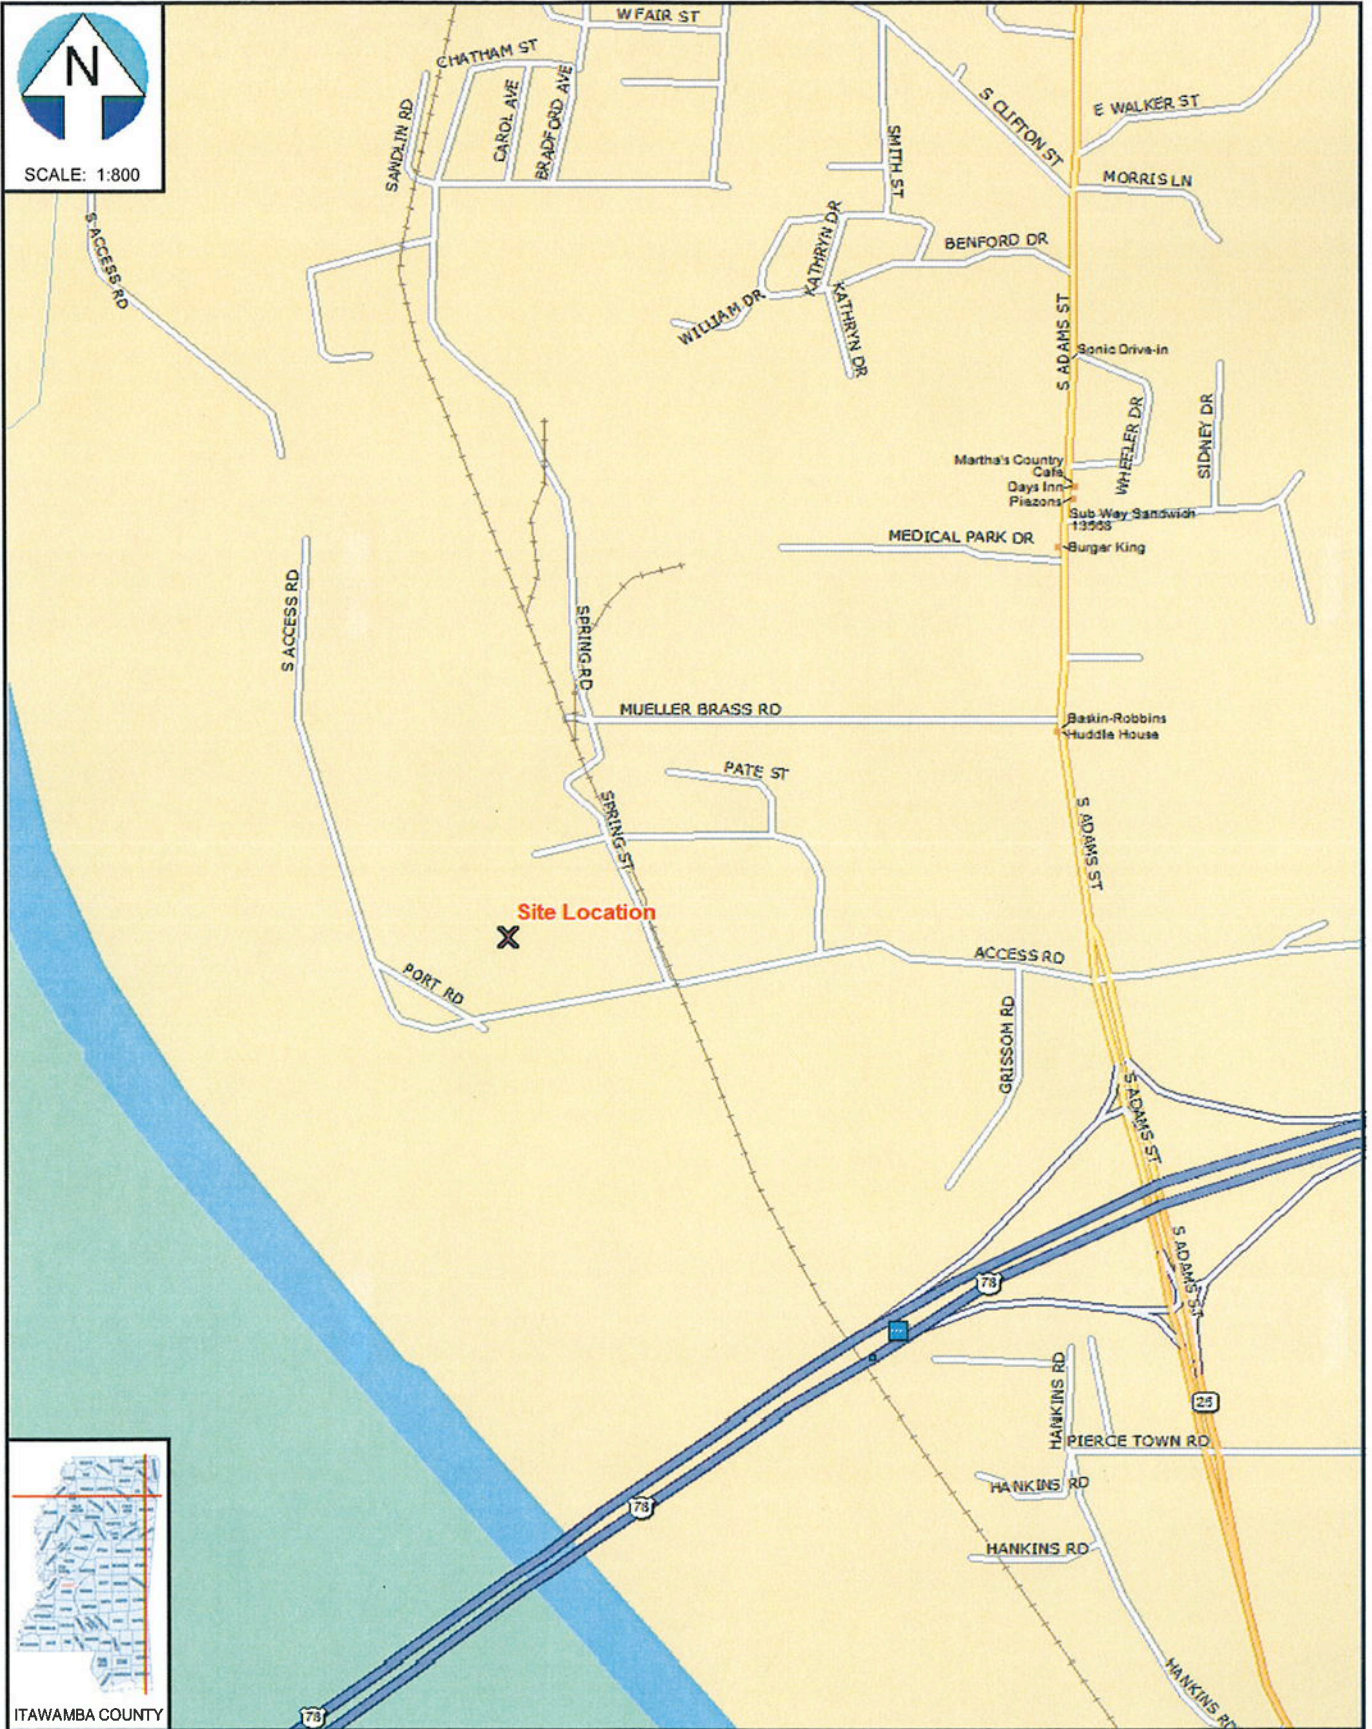 N
SCALE: 1:800
W FAIR ST
CHATHAM ST
SANDLIN RD
CAROL AVE
BRADFORD AVE
S CLIFTON ST
E WALKER ST
SMITH ST
MORRIS LN
S ACCESS RD
KATHRYN DR
BENFORD DR
WILLIAM DR
KATHRYN DR
S ADAMS ST
Sonic Drive-in
WHEELER DR
SIDNEY DR
Martha's Country
Cafe
Days Inn
Piezons
Sub Way Sandwich
13568
MEDICAL PARK DR
Burger King
S ACCESS RD
SPRING RD
MUELLER BRASS RD
Baskin-Robbins
Huddle House
PATE ST
SPRING ST
S ADAMS ST
Site Location
X
PORT RD
ACCESS RD
GRISSOM RD
S ADAMS ST
S ADAMS ST
78
HANKINS RD
25
PIERCE TOWN RD
HANKINS RD
78
HANKINS RD
HANKINS RD
78
ITAWAMBA COUNTY